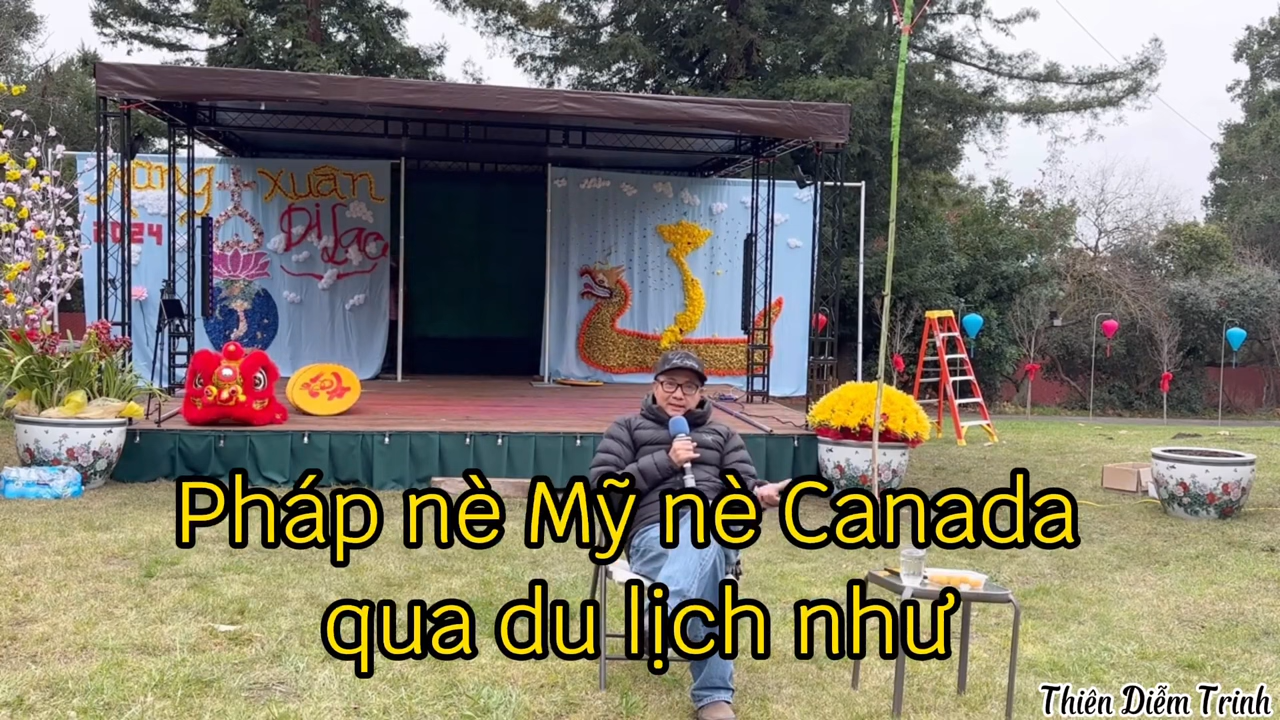 xuân
2024
Di Lạc
Pháp nè Mỹ nè Canada
qua du lịch như
Thiên Diễm Trinh